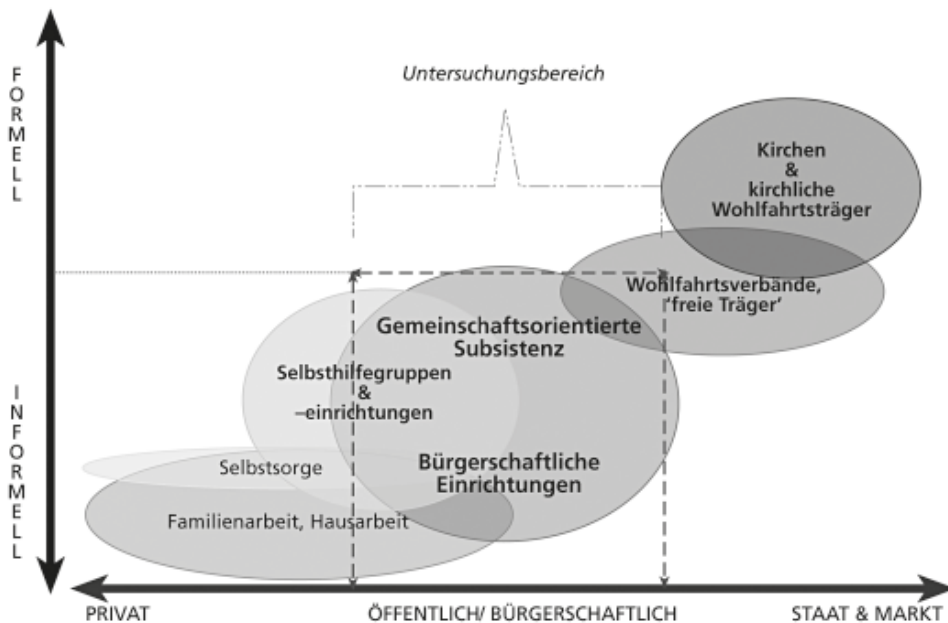 FORMELL
INFORMELL
Untersuchungsbereich
Kirchen
&
kirchliche
Wohlfahrtsträger
Wohlfahrtsverbände,
‘freie Träger’
Gemeinschaftsorientierte
Subsistenz
Selbsthilfegruppen
&
–einrichtungen
Bürgerschaftliche
Einrichtungen
Selbstsorge
Familienarbeit, Hausarbeit
PRIVAT
ÖFFENTLICH/ BÜRGERSCHAFTLICH
STAAT & MARKT